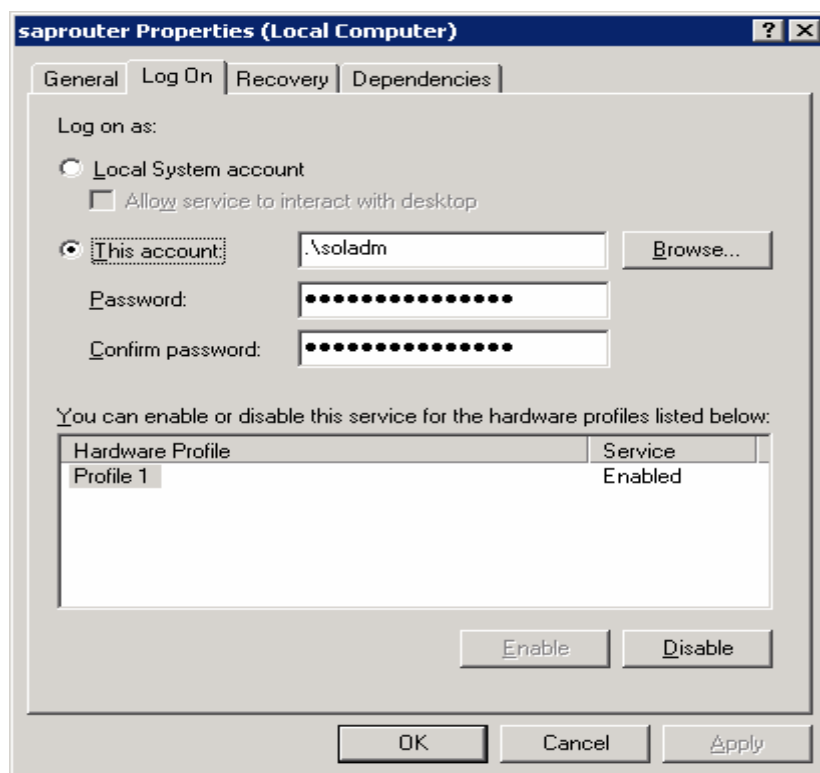 saprouter Properties (Local Computer)
General Log On Recovery Dependencies
Log on as:
Local System account
Allow service to interact with desktop
This account: .\soladm Browse...
Password: •••••••••••••••
Confirm password: •••••••••••••••
You can enable or disable this service for the hardware profiles listed below:
Hardware Profile Service
Profile 1 Enabled
Enable Disable
OK Cancel Apply